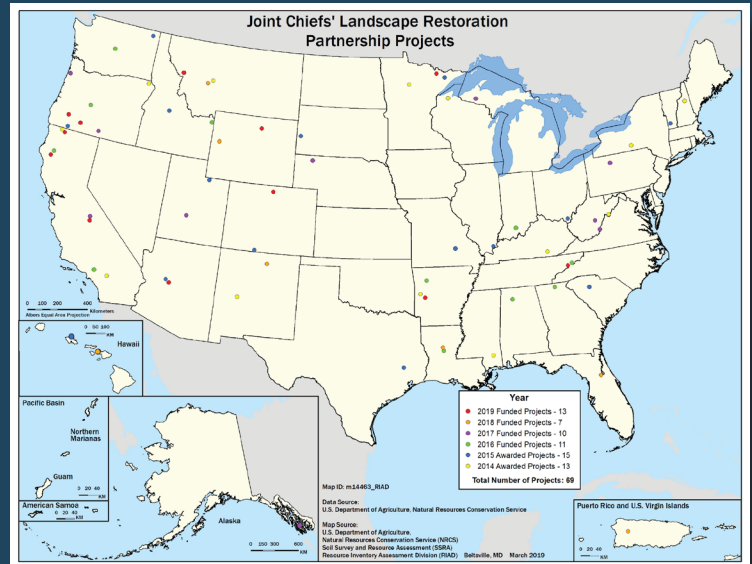 Joint Chiefs' Landscape Restoration
Partnership Projects
0 100 200 400
Kilometers
Albers Equal Area Projection
0 50 100
KM
Hawaii
Pacific Basin
Northern
Marianas
Guam
0 20 40
KM
American Samoa
0 20 40
KM
Alaska
0 150 300 600
KM
Year
2019 Funded Projects - 13
2018 Funded Projects - 7
2017 Funded Projects - 10
2016 Funded Projects - 11
2015 Awarded Projects - 15
2014 Awarded Projects - 13
Total Number of Projects: 69
Map ID: m14463_RIAD
Data Source:
U.S. Department of Agriculture, Natural Resources Conservation Service
Map Source:
U.S. Department of Agriculture,
Natural Resources Conservation Service (NRCS)
Soil Survey and Resource Assessment (SSRA)
Resource Inventory Assessment Division (RIAD) Beltsville, MD March 2019
Puerto Rico and U.S. Virgin Islands
0 20 40
KM